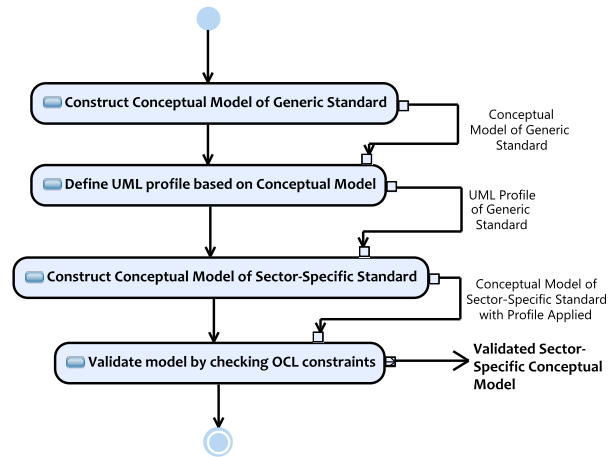 Construct Conceptual Model of Generic Standard
Conceptual
Model of Generic
Standard
Define UML profile based on Conceptual Model
UML Profile
of Generic
Standard
Construct Conceptual Model of Sector-Specific Standard
Conceptual Model of
Sector-Specific Standard
with Profile Applied
Validate model by checking OCL constraints
Validated Sector-
Specific Conceptual
Model